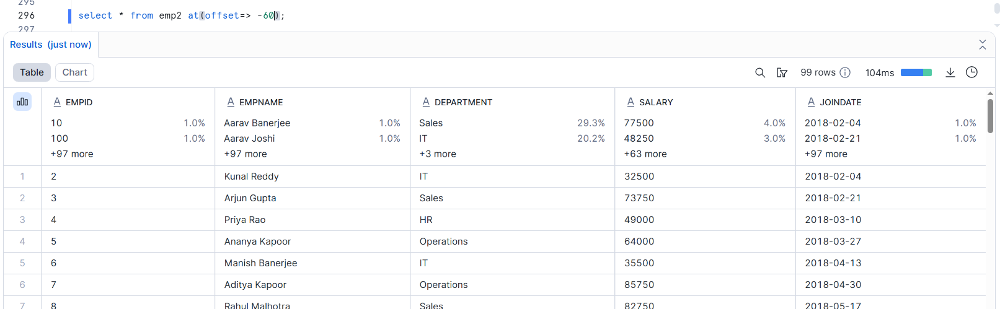 295
296 select * from emp2 at(offset=> -60);
297
Results (just now)
Table Chart 99 rows 104ms
EMPID EMPNAME DEPARTMENT SALARY JOINDATE
10 1.0% Aarav Banerjee 1.0% Sales 29.3% 77500 4.0% 2018-02-04 1.0%
100 1.0% Aarav Joshi 1.0% IT 20.2% 48250 3.0% 2018-02-21 1.0%
+97 more +97 more +3 more +63 more +97 more
1 2 Kunal Reddy IT 32500 2018-02-04
2 3 Arjun Gupta Sales 73750 2018-02-21
3 4 Priya Rao HR 49000 2018-03-10
4 5 Ananya Kapoor Operations 64000 2018-03-27
5 6 Manish Banerjee IT 35500 2018-04-13
6 7 Aditya Kapoor Operations 85750 2018-04-30
7 8 Rahul Malhotra Sales 82750 2018-05-17